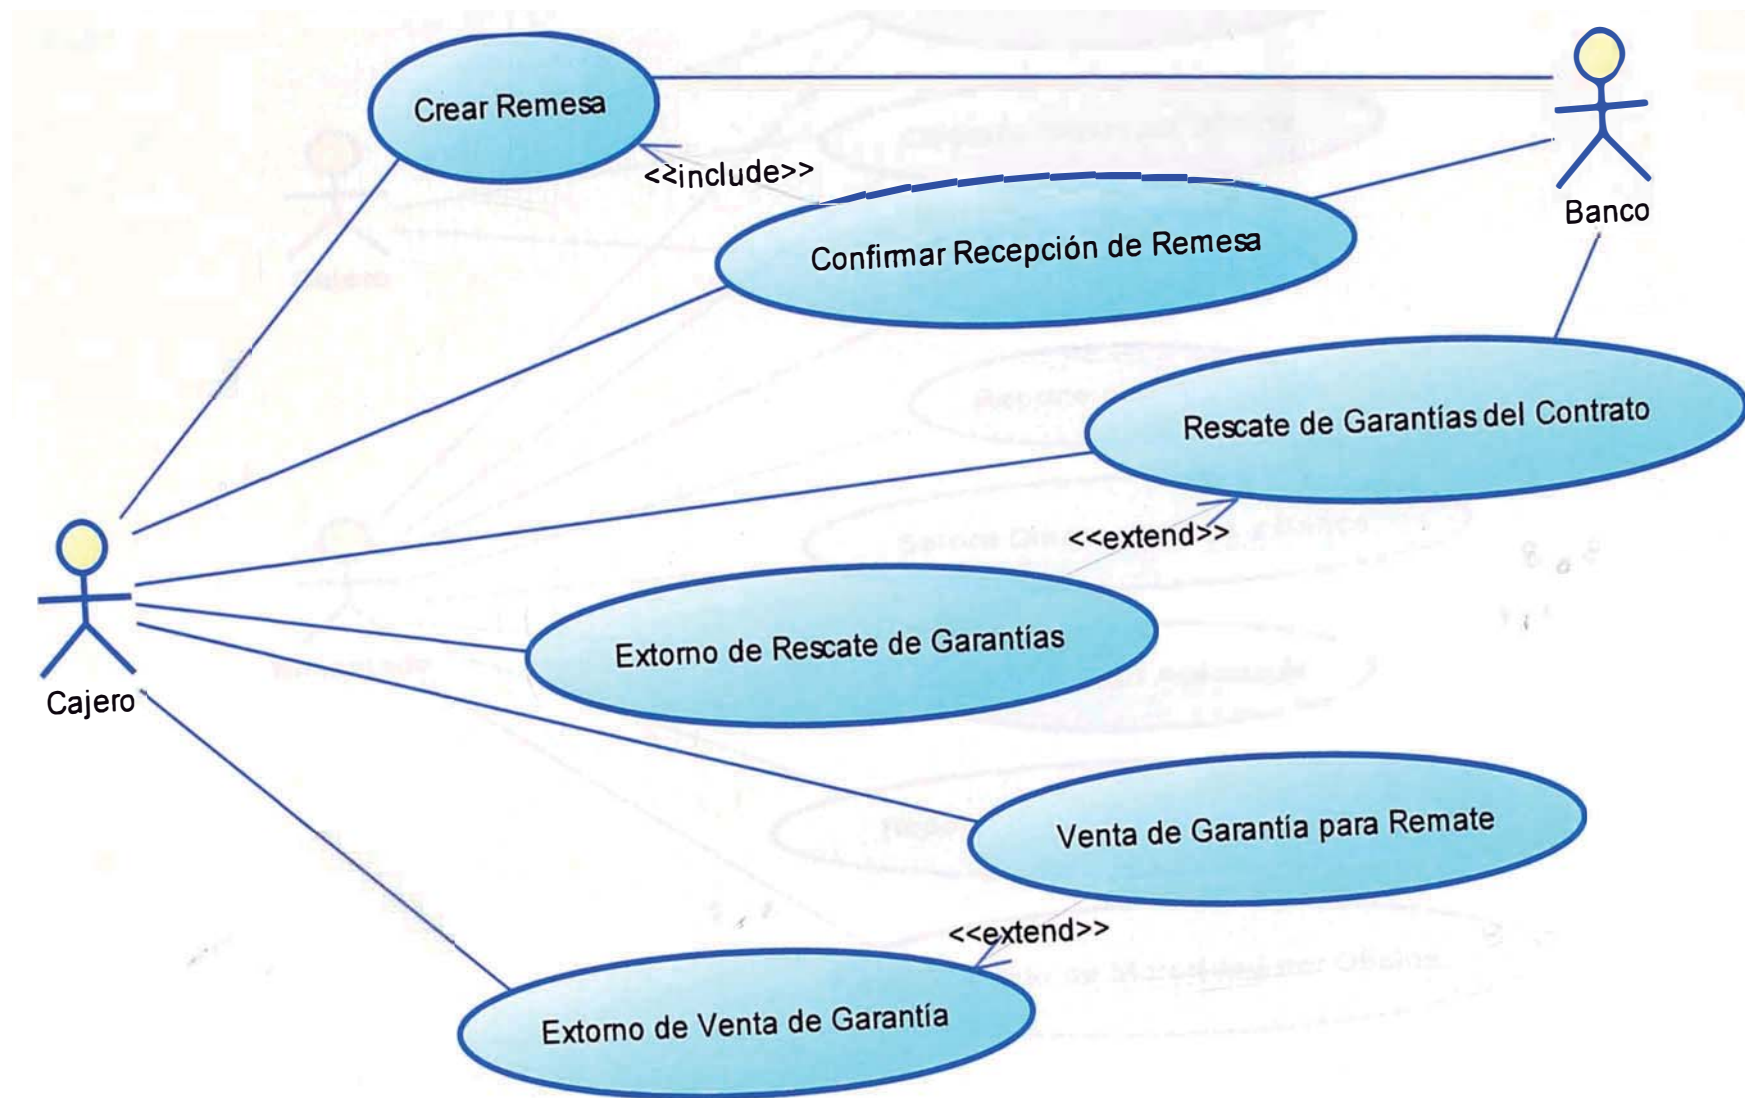 Crear Remesa
<<include>>
Banco
Confirmar Recepción de Remesa
Rescate de Garantías del Contrato
<<extend>>
Extorno de Rescate de Garantías
Cajero
Venta de Garantía para Remate
<<extend>>
Extorno de Venta de Garantía